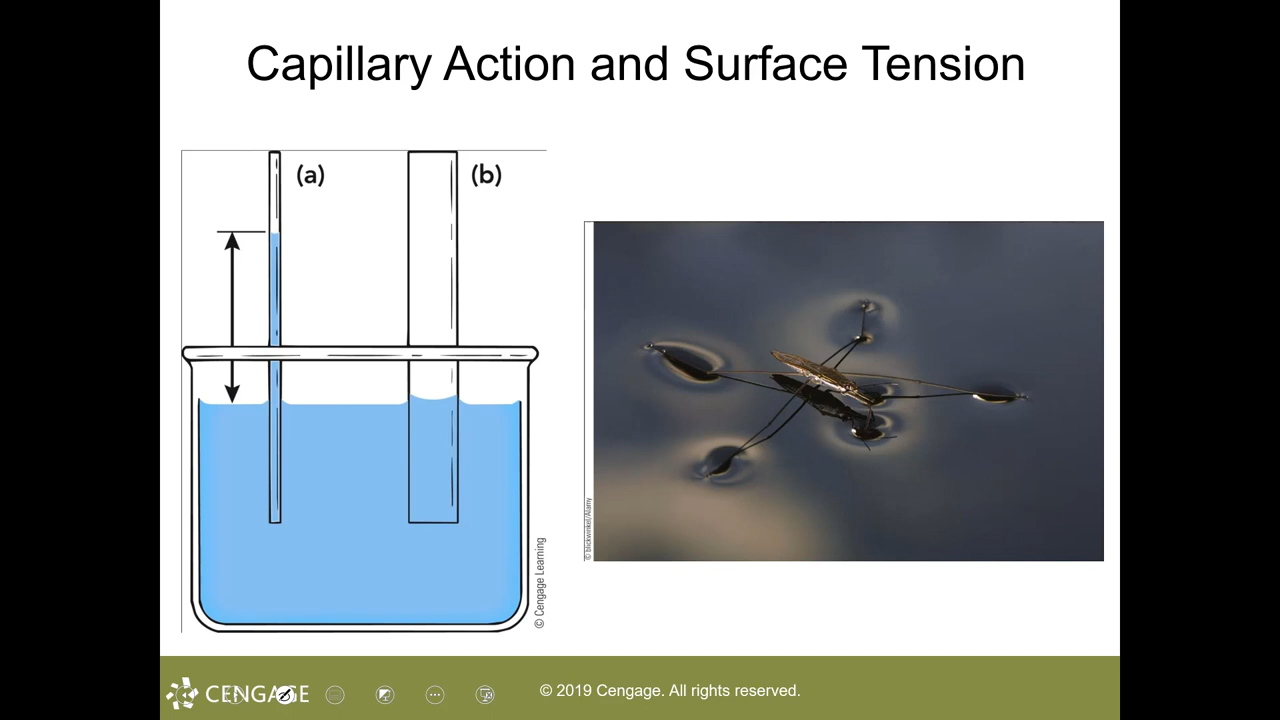 Capillary Action and Surface Tension
(a)
(b)
© Cengage Learning
© blickwinkel/Alamy
CENGAGE
© 2019 Cengage. All rights reserved.